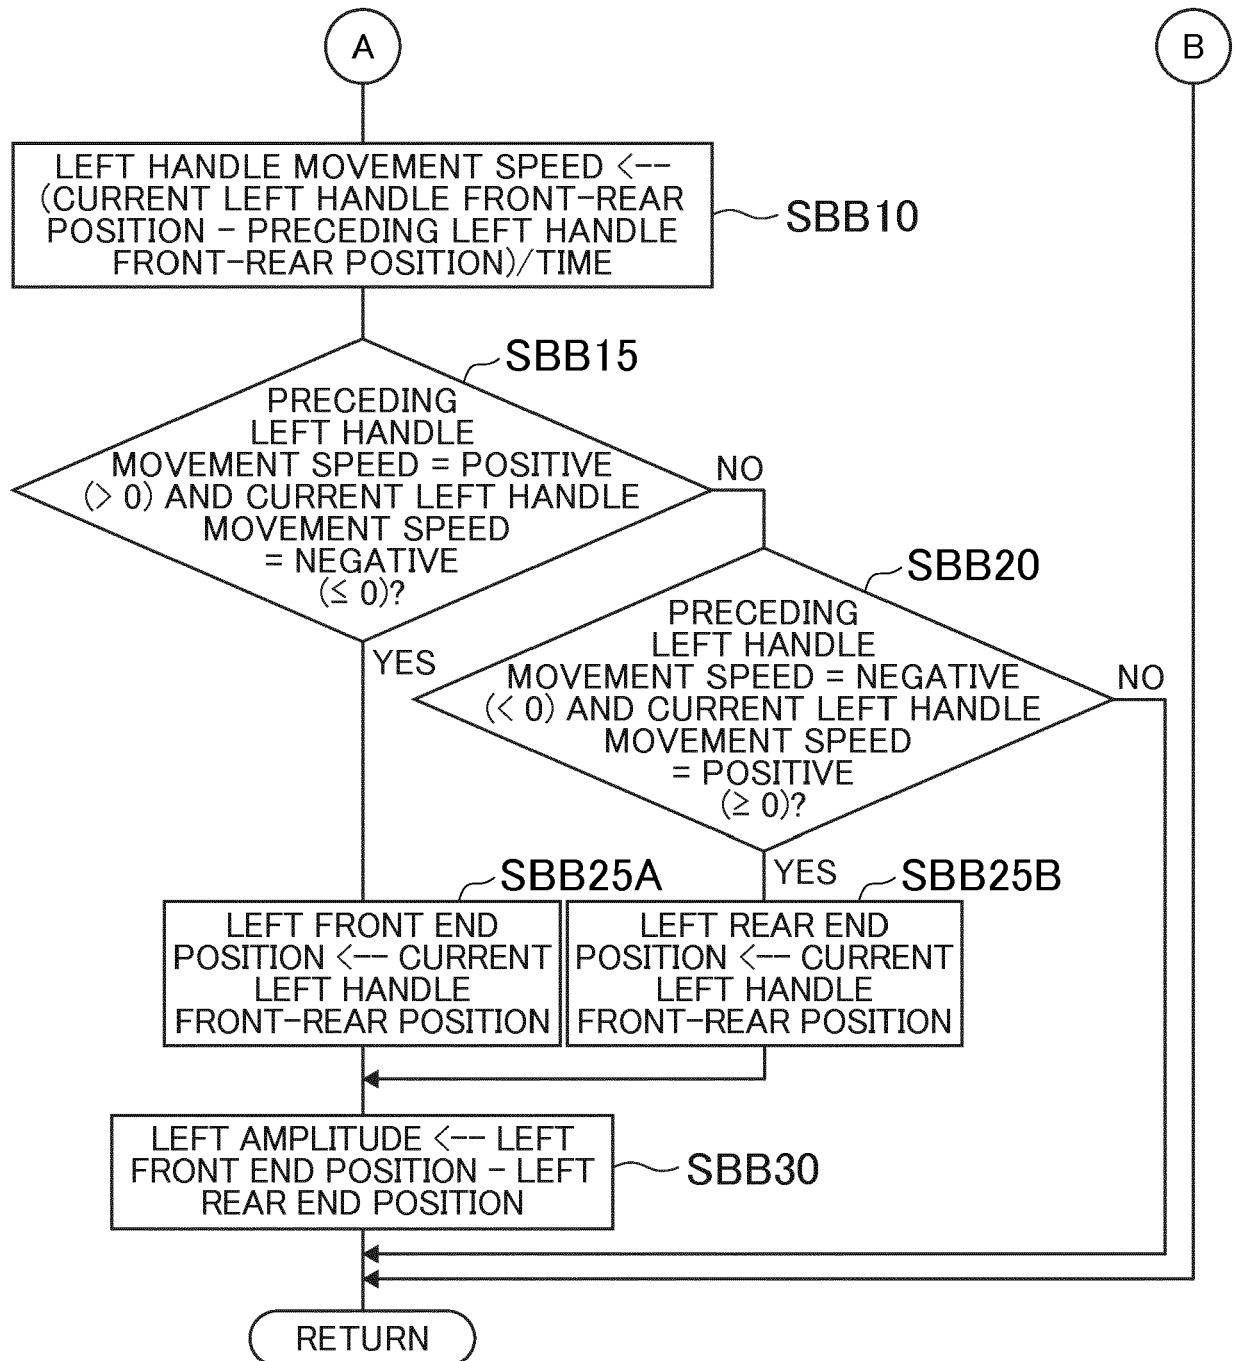 A
B
LEFT HANDLE MOVEMENT SPEED <--
(CURRENT LEFT HANDLE FRONT-REAR
POSITION - PRECEDING LEFT HANDLE
FRONT-REAR POSITION)/TIME
SBB10
SBB15
PRECEDING
LEFT HANDLE
MOVEMENT SPEED = POSITIVE
(> 0) AND CURRENT LEFT HANDLE
MOVEMENT SPEED
= NEGATIVE
(≤ 0)?
NO
YES
SBB20
PRECEDING
LEFT HANDLE
MOVEMENT SPEED = NEGATIVE
(< 0) AND CURRENT LEFT HANDLE
MOVEMENT SPEED
= POSITIVE
(≥ 0)?
NO
YES
SBB25A
LEFT FRONT END
POSITION <-- CURRENT
LEFT HANDLE
FRONT-REAR POSITION
SBB25B
LEFT REAR END
POSITION <-- CURRENT
LEFT HANDLE
FRONT-REAR POSITION
LEFT AMPLITUDE <-- LEFT
FRONT END POSITION - LEFT
REAR END POSITION
SBB30
RETURN